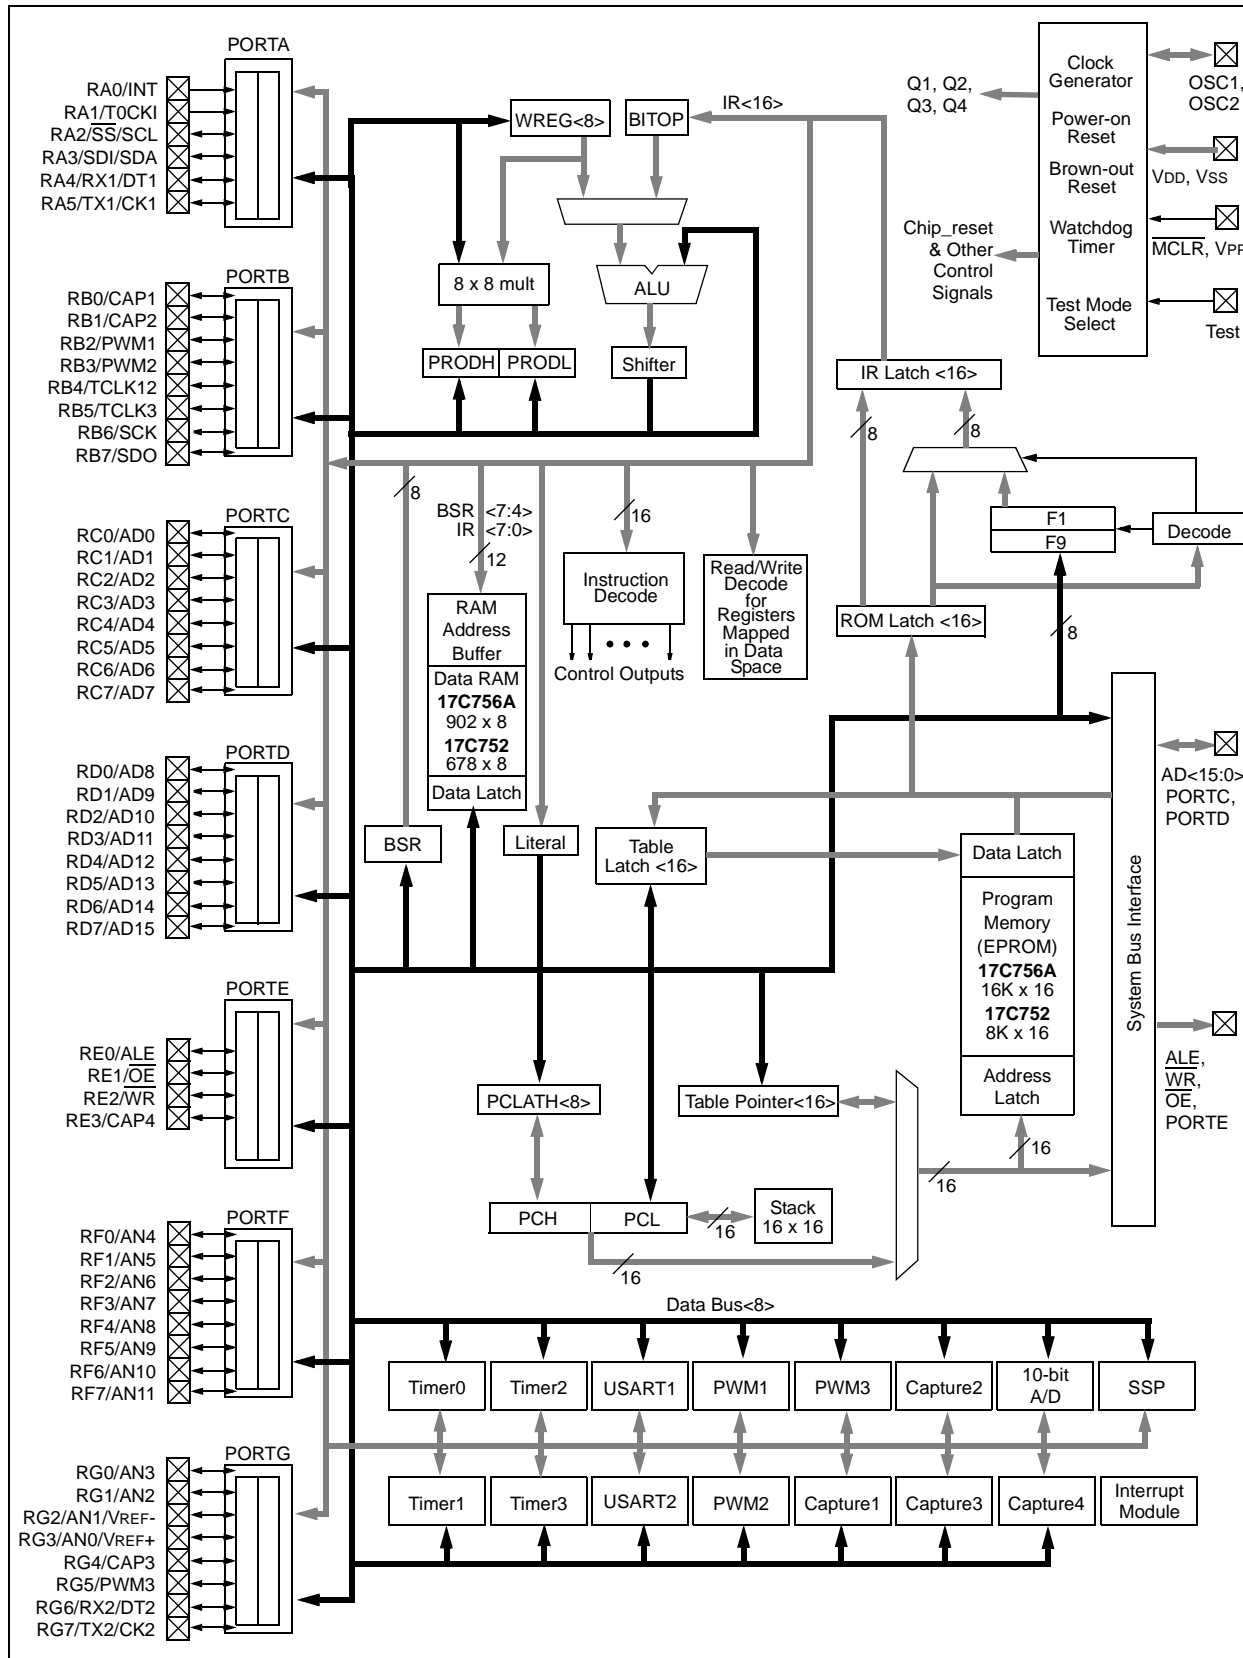 PORTA
RA0/INT
RA1/T0CKI
RA2/SS/SCL
RA3/SDI/SDA
RA4/RX1/DT1
RA5/TX1/CK1
PORTB
RB0/CAP1
RB1/CAP2
RB2/PWM1
RB3/PWM2
RB4/TCLK12
RB5/TCLK3
RB6/SCK
RB7/SDO
PORTC
RC0/AD0
RC1/AD1
RC2/AD2
RC3/AD3
RC4/AD4
RC5/AD5
RC6/AD6
RC7/AD7
PORTD
RD0/AD8
RD1/AD9
RD2/AD10
RD3/AD11
RD4/AD12
RD5/AD13
RD6/AD14
RD7/AD15
PORTE
RE0/ALE
RE1/OE
RE2/WR
RE3/CAP4
PORTF
RF0/AN4
RF1/AN5
RF2/AN6
RF3/AN7
RF4/AN8
RF5/AN9
RF6/AN10
RF7/AN11
PORTG
RG0/AN3
RG1/AN2
RG2/AN1/VREF-
RG3/AN0/VREF+
RG4/CAP3
RG5/PWM3
RG6/RX2/DT2
RG7/TX2/CK2
WREG<8>
BITOP
IR<16>
8 x 8 mult
ALU
PRODH
PRODL
Shifter
Q1, Q2,
Q3, Q4
Chip_reset
& Other
Control
Signals
Clock
Generator
Power-on
Reset
Brown-out
Reset
Watchdog
Timer
Test Mode
Select
OSC1,
OSC2
VDD, VSS
MCLR, VPP
Test
IR Latch <16>
8
8
F1
F9
Decode
ROM Latch <16>
8
8
BSR <7:4>
IR <7:0>
12
16
RAM
Address
Buffer
Data RAM
17C756A
902 x 8
17C752
678 x 8
Data Latch
Instruction
Decode
Control Outputs
Read/Write
Decode
for
Registers
Mapped
in Data
Space
BSR
Literal
Table
Latch <16>
Data Latch
Program
Memory
(EPROM)
17C756A
16K x 16
17C752
8K x 16
Address
Latch
System Bus Interface
AD<15:0>
PORTC,
PORTD
ALE,
WR,
OE,
PORTE
PCLATH<8>
Table Pointer<16>
16
16
PCH
PCL
16
Stack
16 x 16
16
Data Bus<8>
Timer0
Timer2
USART1
PWM1
PWM3
Capture2
10-bit
A/D
SSP
Timer1
Timer3
USART2
PWM2
Capture1
Capture3
Capture4
Interrupt
Module